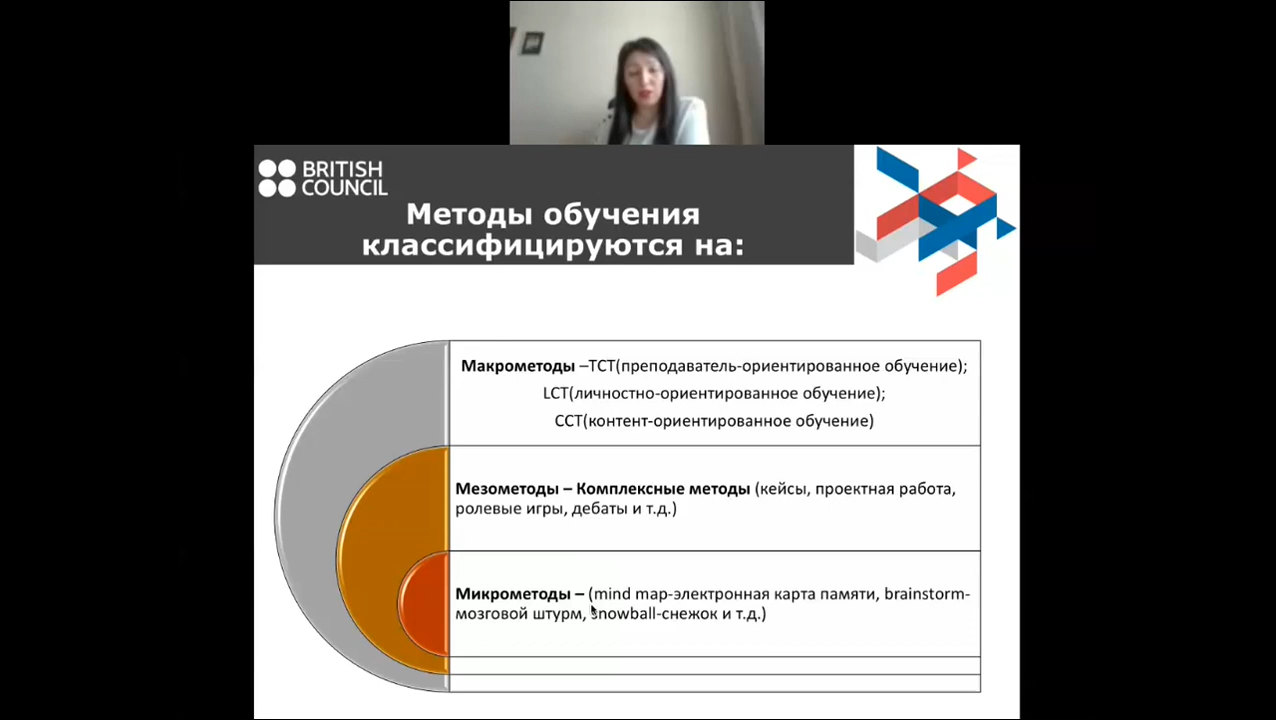 BRITISH
COUNCIL
Методы обучения
классифицируются на:
Макрометоды –TCT(преподаватель-ориентированное обучение);
LCT(личностно-ориентированное обучение);
CCT(контент-ориентированное обучение)
Мезометоды – Комплексные методы (кейсы, проектная работа,
ролевые игры, дебаты и т.д.)
Микрометоды – (mind map-электронная карта памяти, brainstorm-
мозговой штурм, snowball-снежок и т.д.)